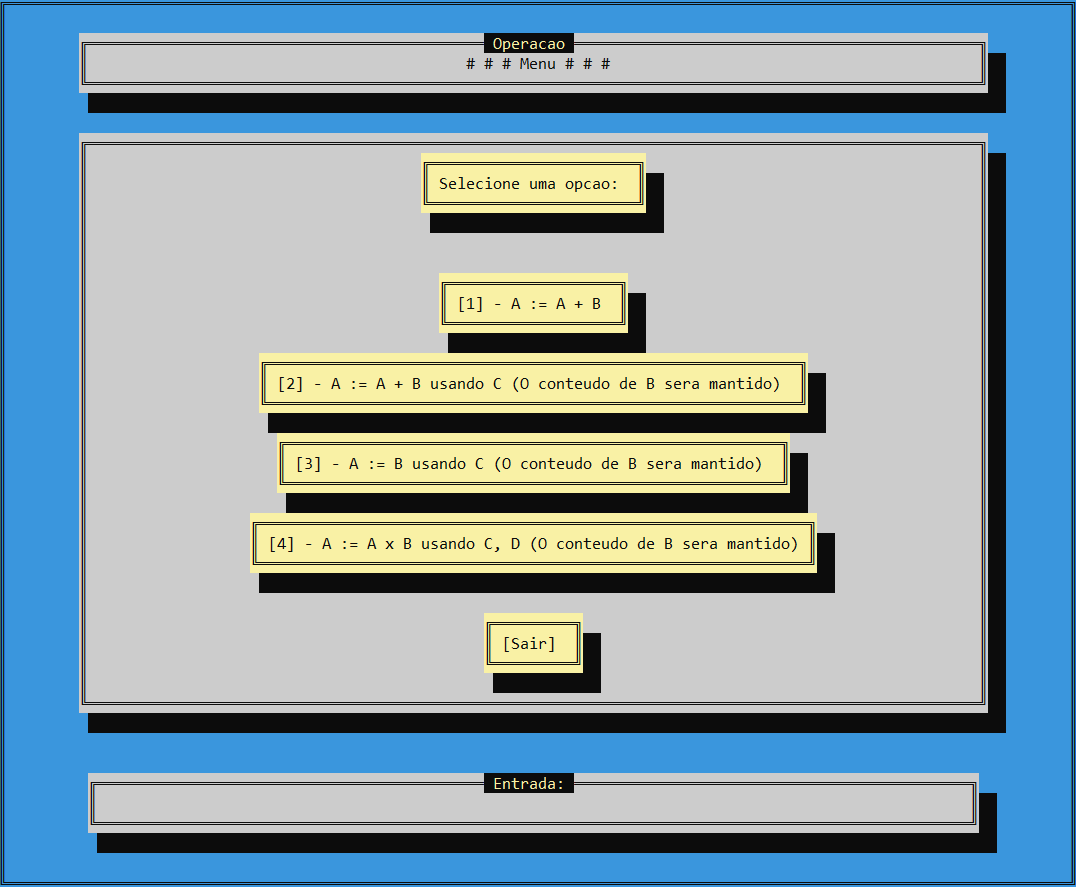 Operacao
# # # Menu # # #
Selecione uma opcao:
[1] - A := A + B
[2] - A := A + B usando C (O conteudo de B sera mantido)
[3] - A := B usando C (O conteudo de B sera mantido)
[4] - A := A x B usando C, D (O conteudo de B sera mantido)
[Sair]
Entrada: